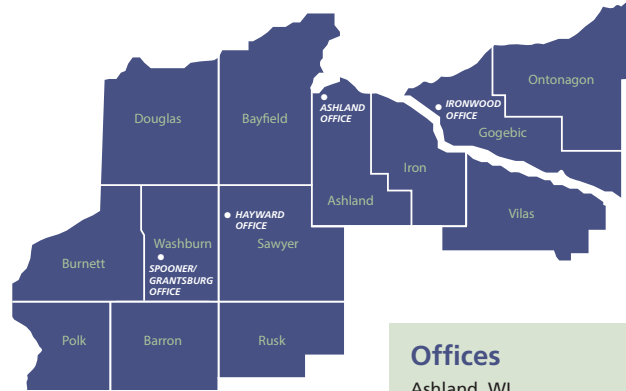 Ontonagon
Douglas
Bayfield
ASHLAND
OFFICE
IRONWOOD
OFFICE
Gogebic
Iron
Ashland
Vilas
HAYWARD
OFFICE
Washburn
Sawyer
Burnett
SPOONER/
GRANTSBURG
OFFICE
Polk
Barron
Rusk
Offices
Ashland, WI